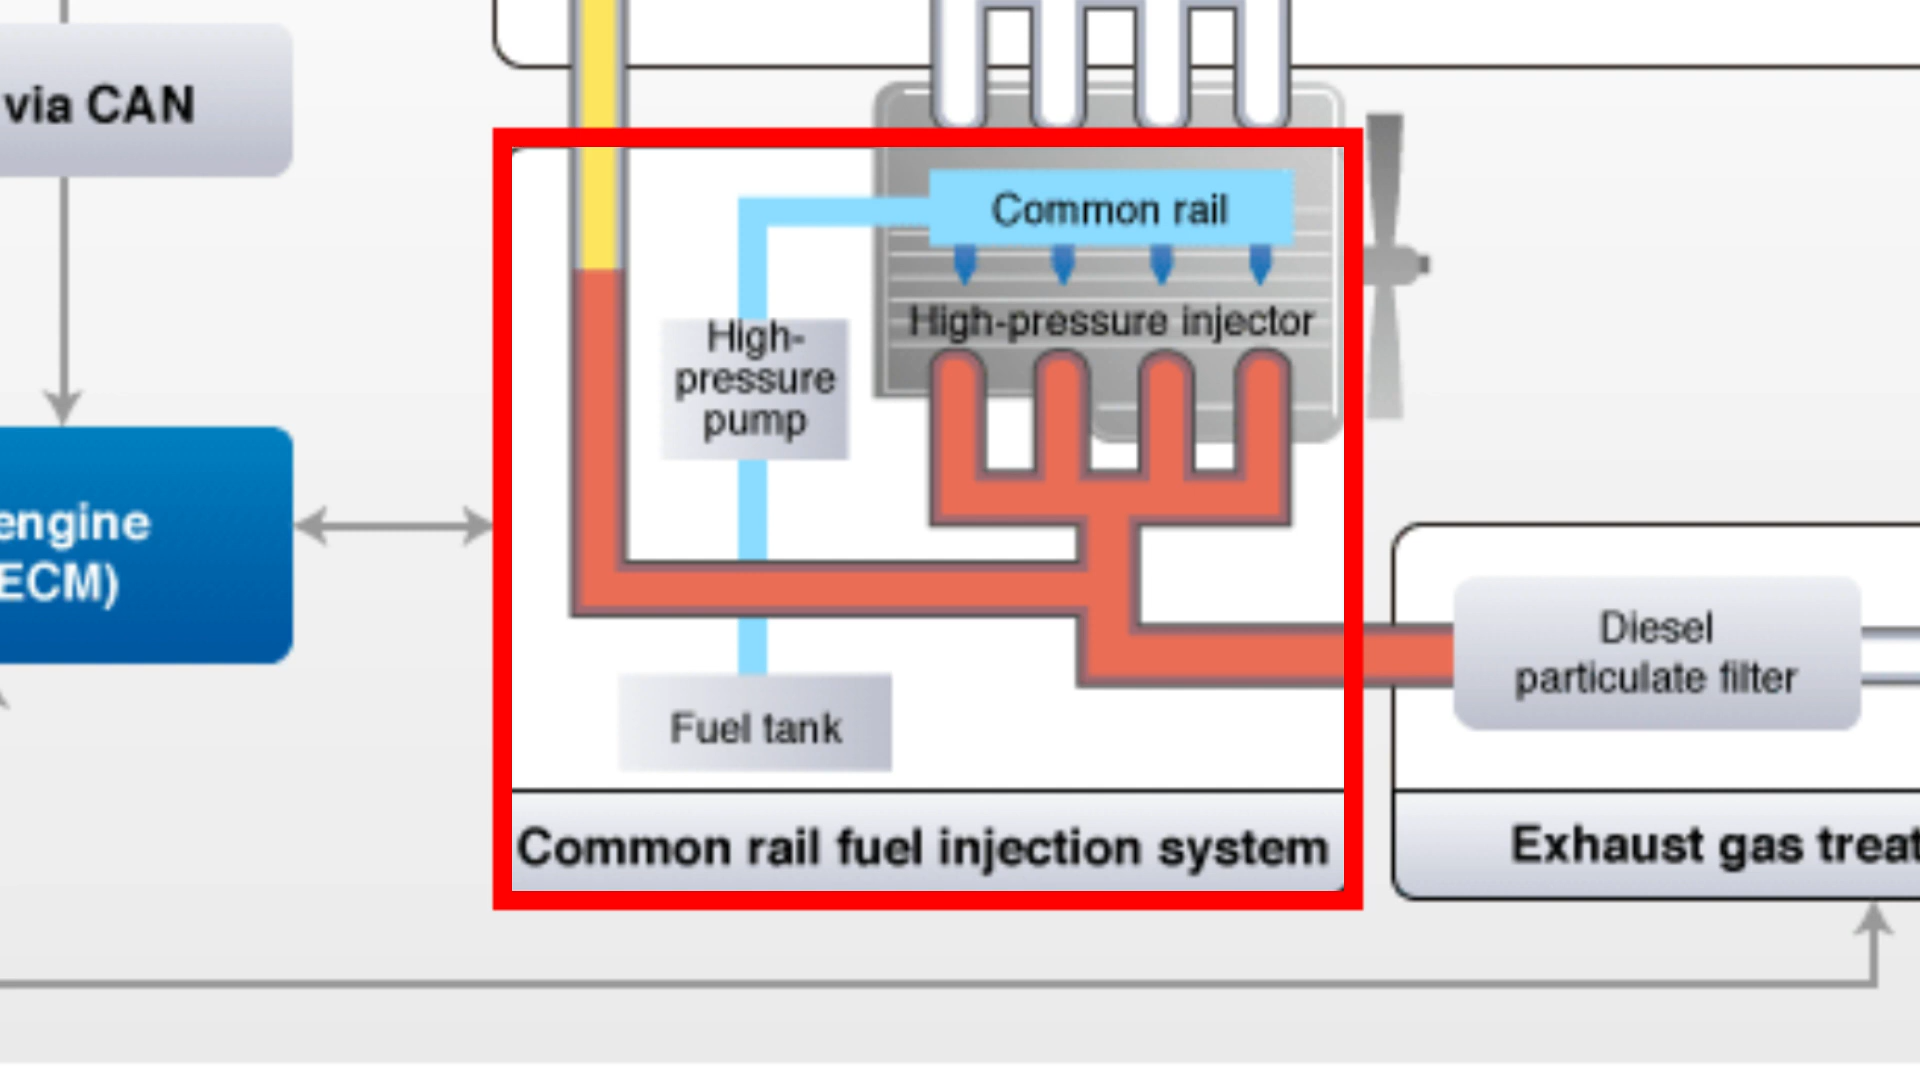 via CAN
Common rail
High-pressure injector
High-
pressure
pump
engine
ECM)
Diesel
particulate filter
Fuel tank
Common rail fuel injection system
Exhaust gas treat